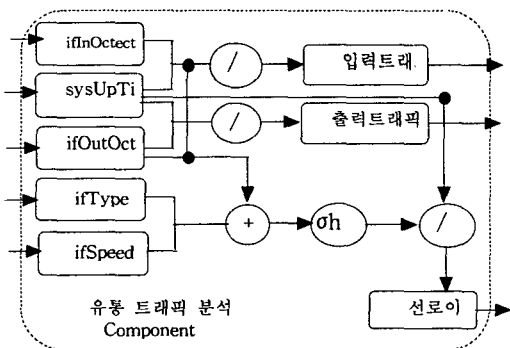 ifInOctect
/
입력트래
sysUpTi
/
출력트래픽
ifOutOct
ifType
+
σh
/
ifSpeed
선로이
유통 트래픽 분석
Component